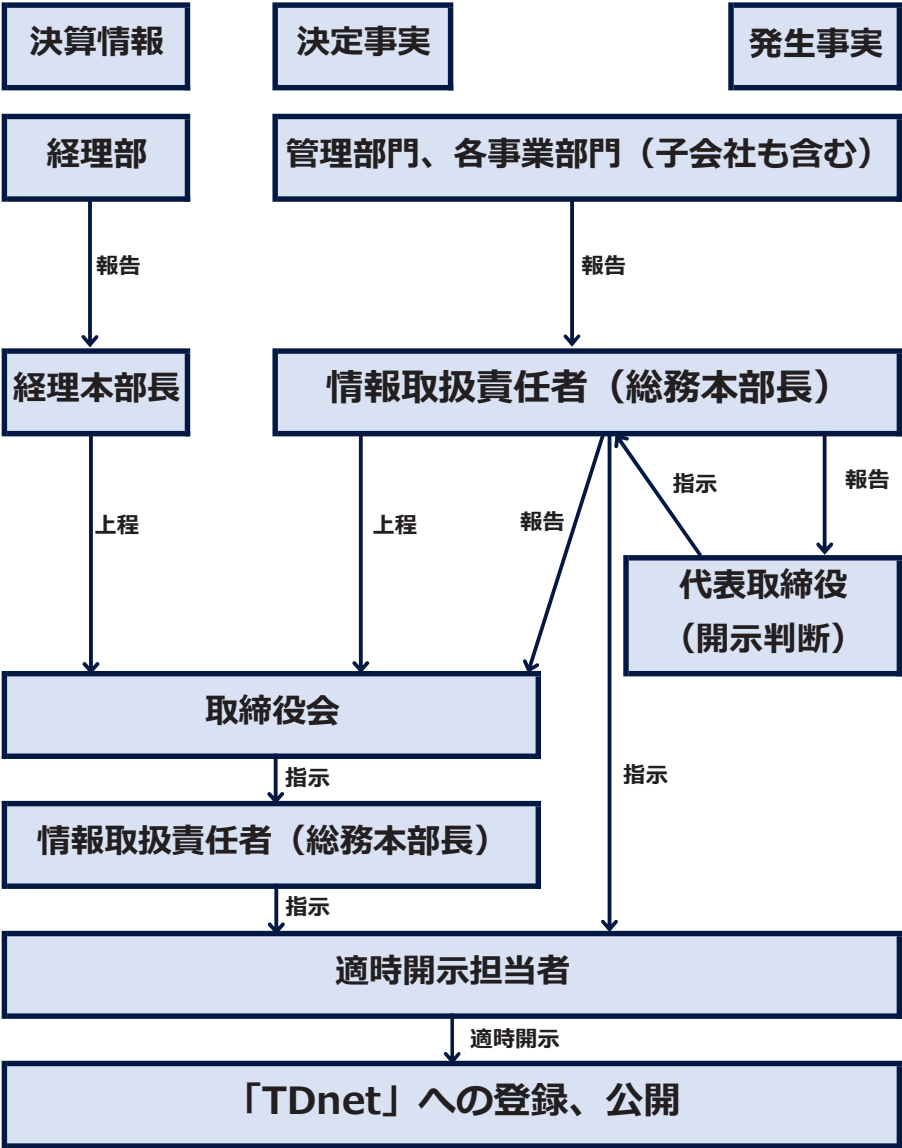 決算情報
決定事実
発生事実
経理部
管理部門、各事業部門（子会社も含む）
報告
報告
経理本部長
情報取扱責任者（総務本部長）
上程
上程
報告
指示
報告
代表取締役
（開示判断）
取締役会
指示
指示
情報取扱責任者（総務本部長）
指示
適時開示担当者
適時開示
「TDnet」への登録、公開